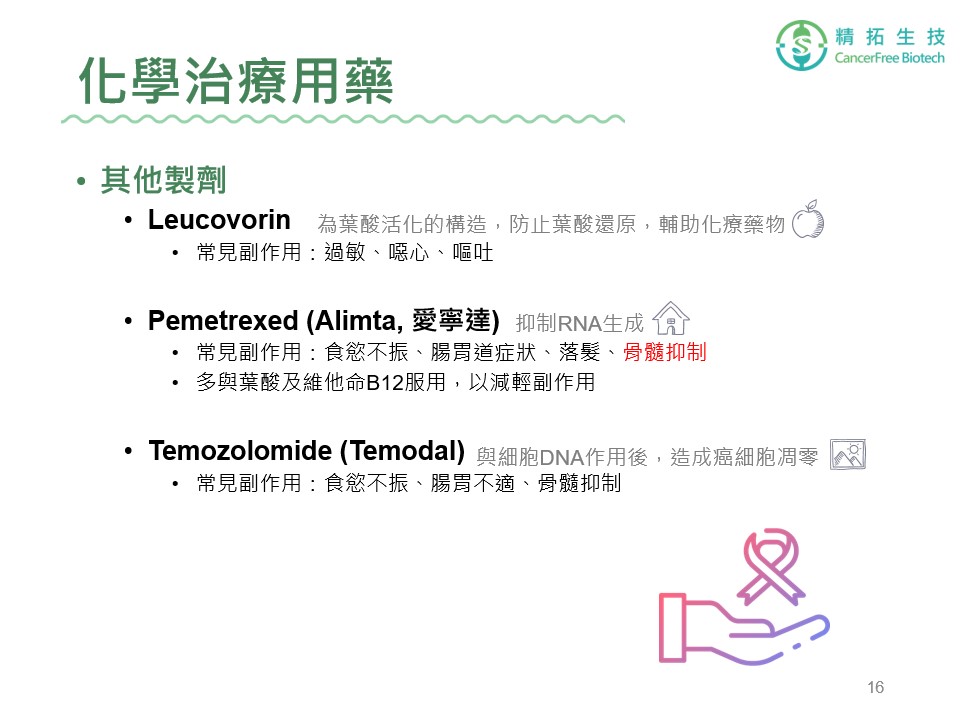 精拓生技
CancerFree Biotech
化學治療用藥
• 其他製劑
• Leucovorin 為葉酸活化的構造，防止葉酸還原，輔助化療藥物
• 常見副作用：過敏、噁心、嘔吐
• Pemetrexed (Alimta, 愛寧達) 抑制RNA生成
• 常見副作用：食慾不振、腸胃道症狀、落髮、骨髓抑制
• 多與葉酸及維他命B12服用，以減輕副作用
• Temozolomide (Temodal) 與細胞DNA作用後，造成癌細胞凋零
• 常見副作用：食慾不振、腸胃不適、骨髓抑制
16